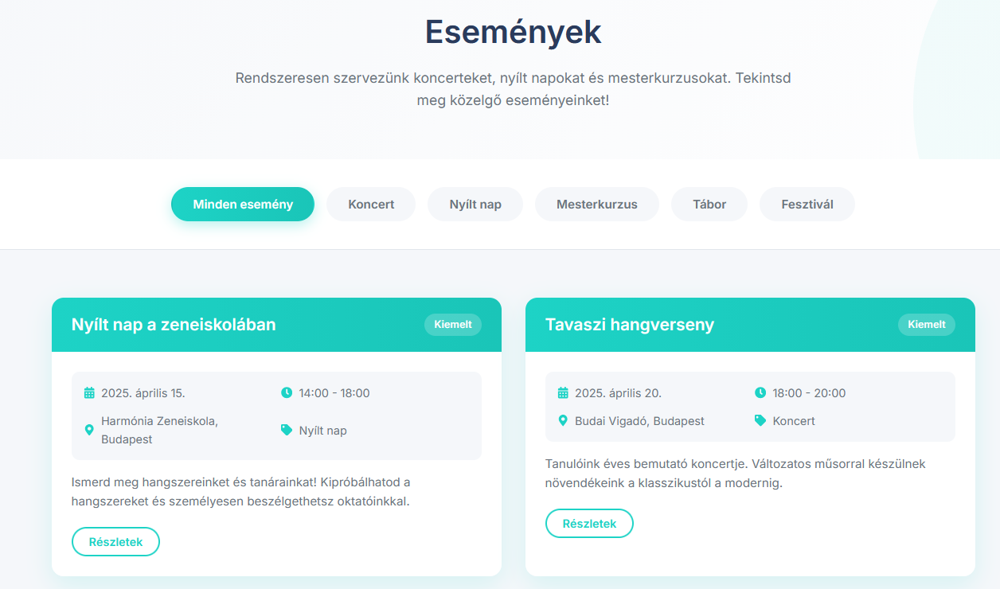 Események
Rendszeresen szervezünk koncerteket, nyílt napokat és mesterkurzusokat. Tekintsd
meg közelgő eseményeinket!
Minden esemény
Koncert
Nyílt nap
Mesterkurzus
Tábor
Fesztivál
Nyílt nap a zeneiskolában
Kiemelt
2025. április 15.
14:00 - 18:00
Harmónia Zeneiskola,
Budapest
Nyílt nap
Ismerd meg hangszereinket és tanárainkat! Kipróbálhatod a
hangszereket és személyesen beszélgethetsz oktatóinkkal.
Részletek
Tavaszi hangverseny
Kiemelt
2025. április 20.
18:00 - 20:00
Budai Vigadó, Budapest
Koncert
Tanulóink éves bemutató koncertje. Változatos műsorral készülnek
növendékeink a klasszikustól a modernig.
Részletek